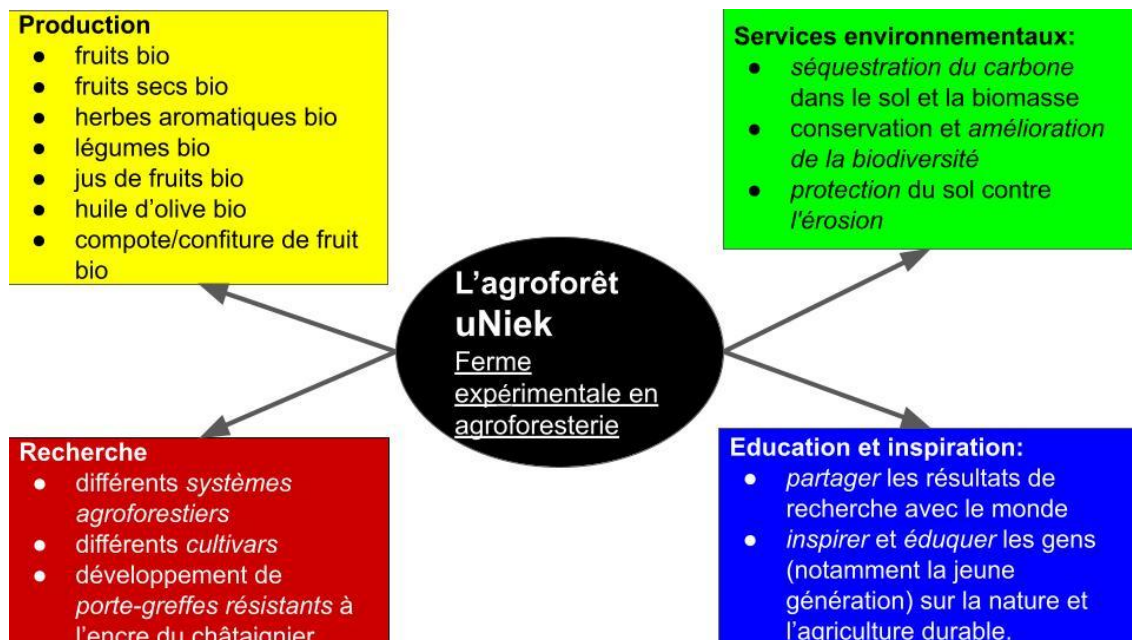 Production
● fruits bio
● fruits secs bio
● herbes aromatiques bio
● légumes bio
● jus de fruits bio
● huile d’olive bio
● compote/confiture de fruit
bio
Services environnementaux:
● séquestration du carbone
dans le sol et la biomasse
● conservation et amélioration
de la biodiversité
● protection du sol contre
l'érosion
L’agroforêt
uNiek
Ferme
expérimentale en
agroforesterie
Recherche
● différents systèmes
agroforestiers
● différents cultivars
● développement de
porte-greffes résistants à
l’encre du châtaignier
Education et inspiration:
● partager les résultats de
recherche avec le monde
● inspirer et éduquer les gens
(notamment la jeune
génération) sur la nature et
l’agriculture durable.